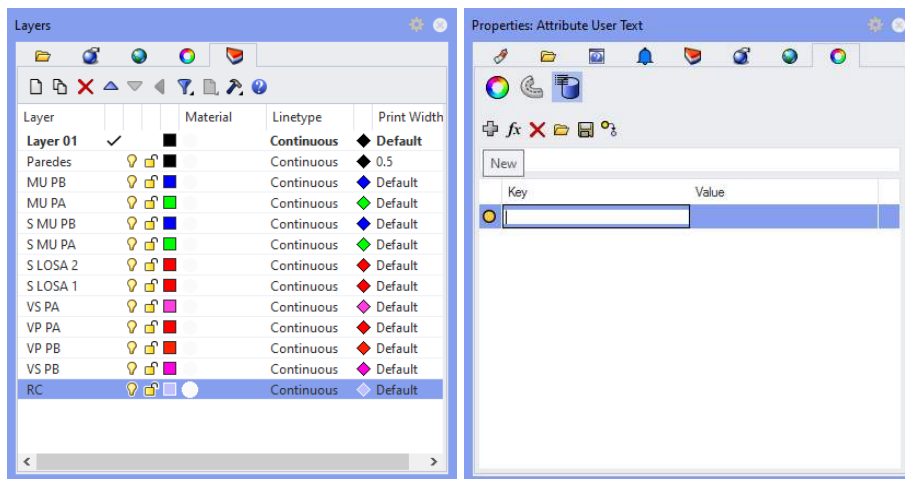 Layers
Layer Material Linetype Print Width
Layer 01 Continuous Default
Paredes Continuous 0.5
MU PB Continuous Default
MU PA Continuous Default
S MU PB Continuous Default
S MU PA Continuous Default
S LOSA 2 Continuous Default
S LOSA 1 Continuous Default
VS PA Continuous Default
VP PA Continuous Default
VP PB Continuous Default
VS PB Continuous Default
RC Continuous Default
Properties: Attribute User Text
fx
New
Key Value